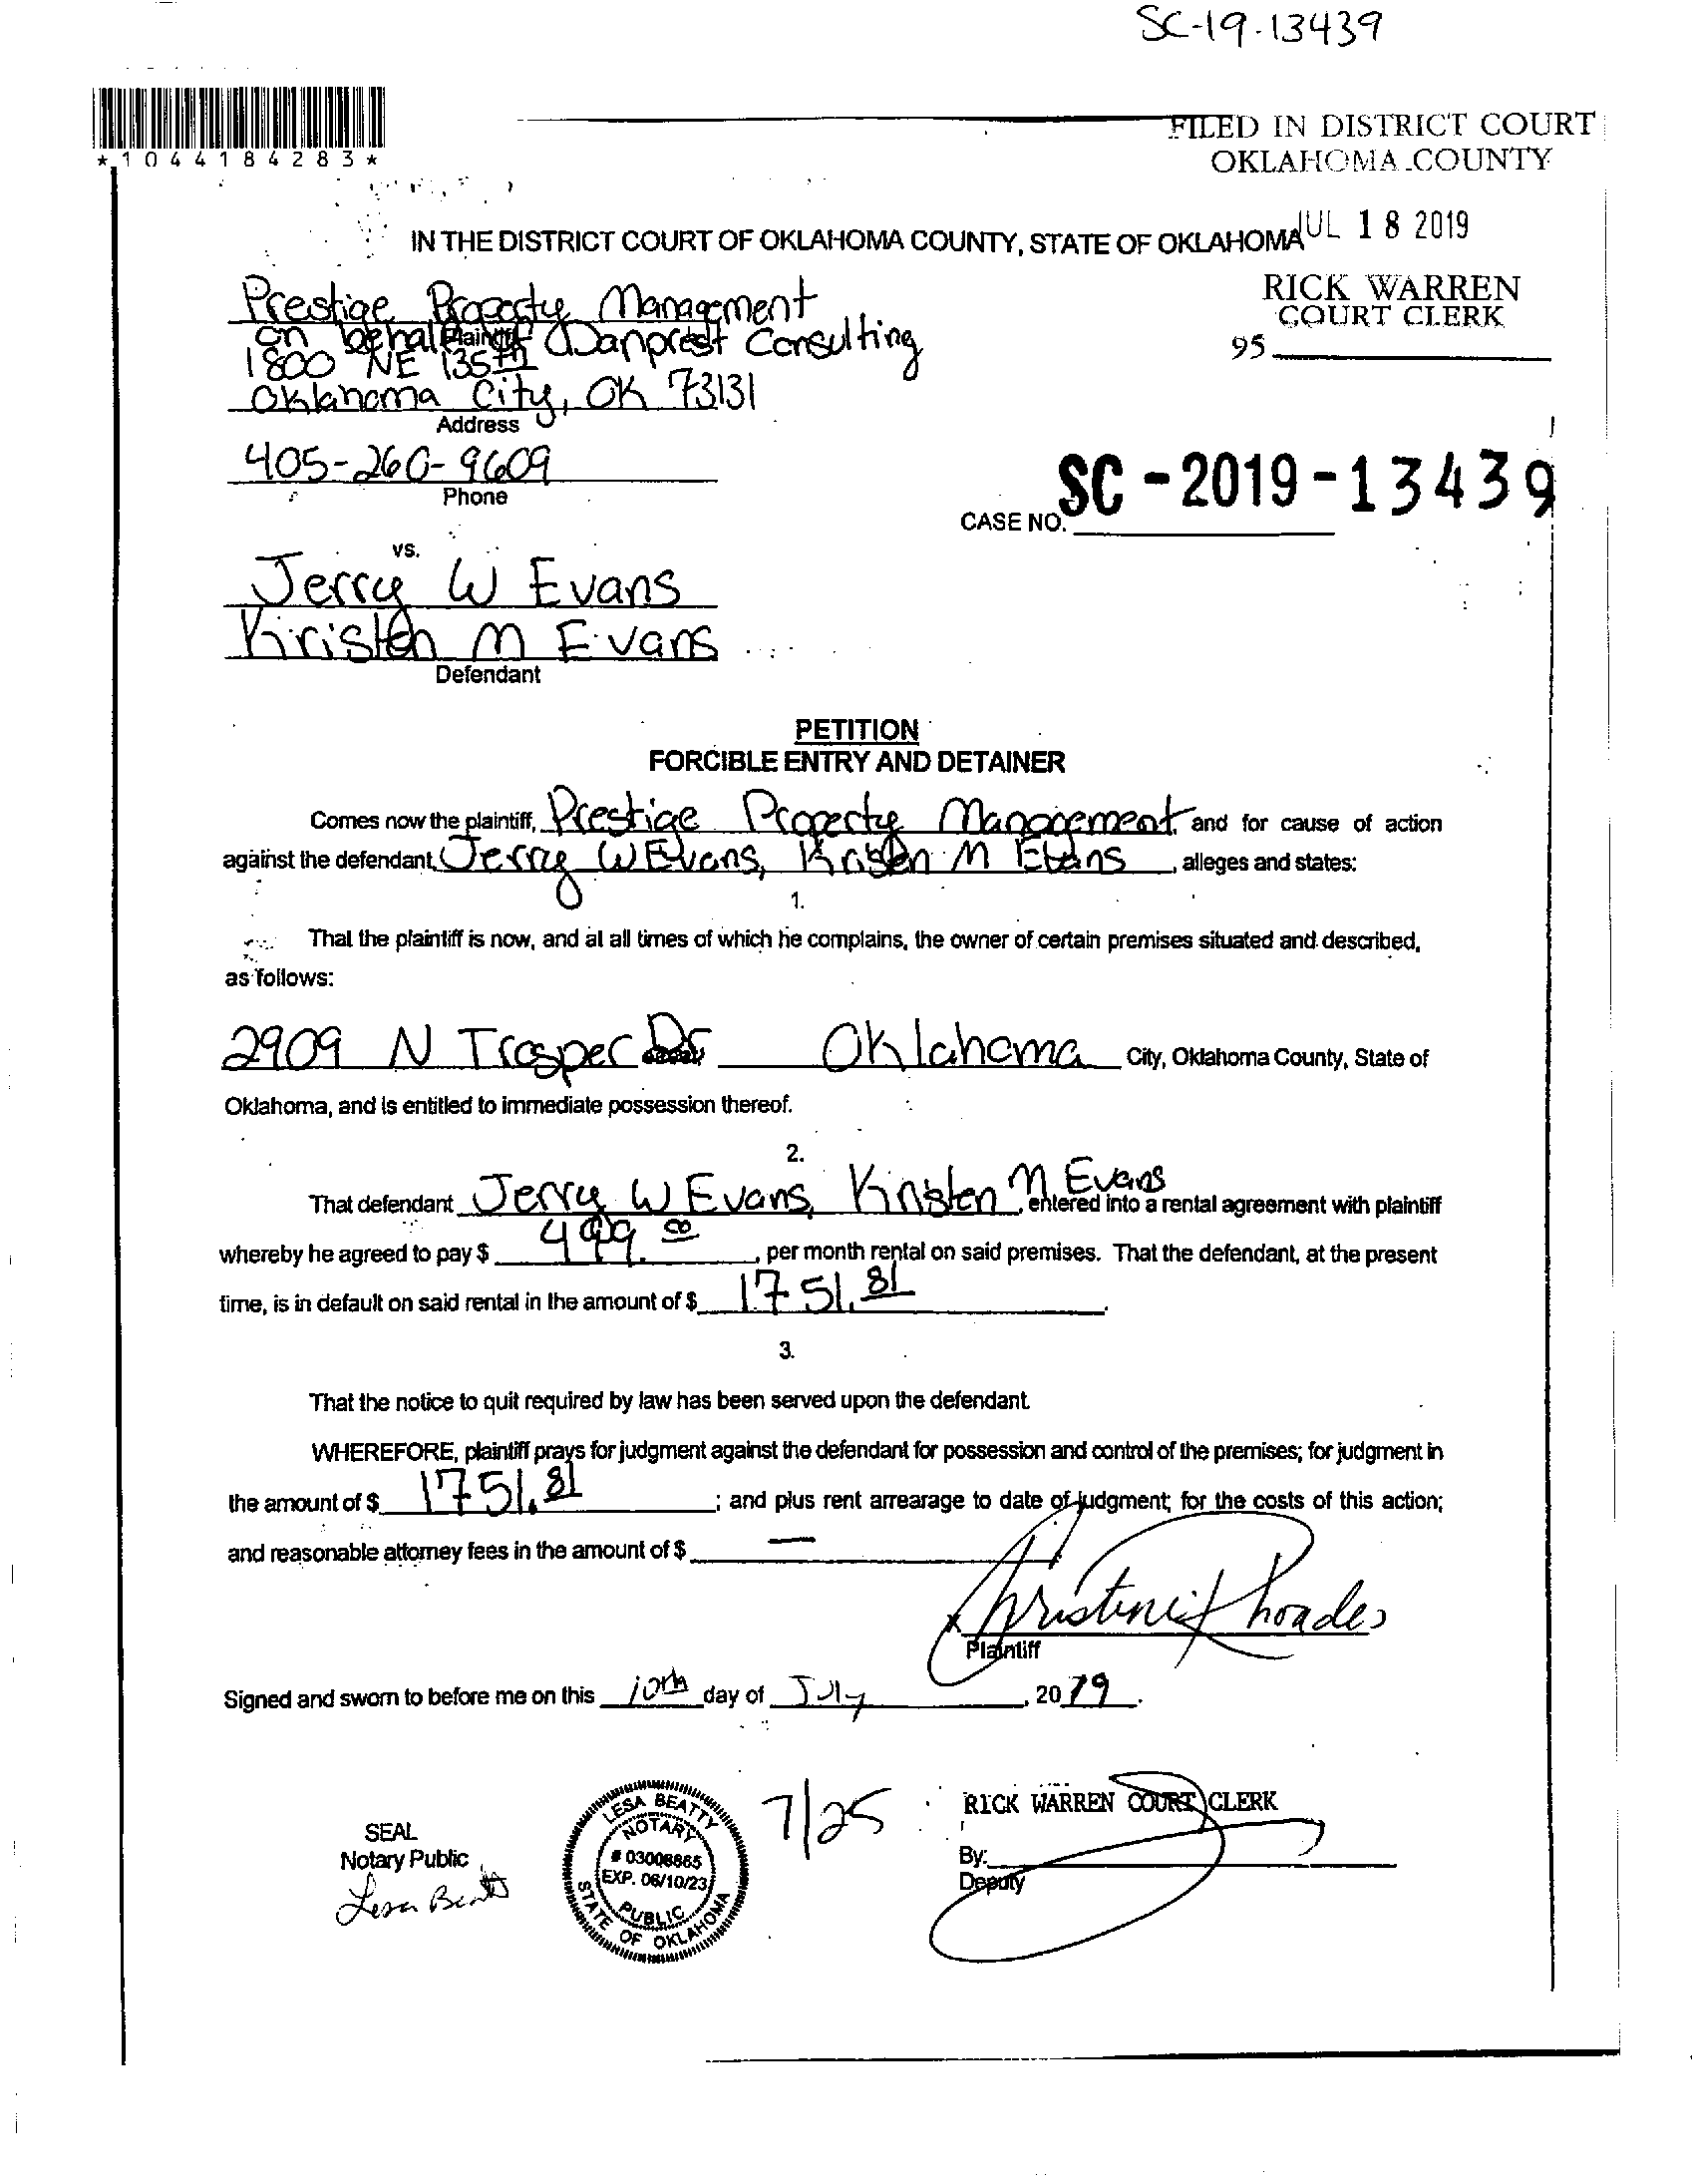 SC-19-13439
*1044184283*
FILED IN DISTRICT COURT
OKLAHOMA COUNTY
JUL 18 2019
IN THE DISTRICT COURT OF OKLAHOMA COUNTY, STATE OF OKLAHOMA
RICK WARREN
COURT CLERK
95
Prestige Property Management
on behalf of Danprest Consulting
Plaintiff
1800 NE 135th
Oklahoma City, OK 73131
Address
405-260-9609
Phone
SC-2019-13439
CASE NO.
vs.
Jerry W Evans
Kristen M Evans
Defendant
PETITION
FORCIBLE ENTRY AND DETAINER
Comes now the plaintiff, Prestige Property Management and for cause of action
against the defendant, Jerry W Evans, Kristen M Evans, alleges and states:
1.
That the plaintiff is now, and at all times of which he complains, the owner of certain premises situated and described,
as follows:
2909 N Trosper Dr Oklahoma City, Oklahoma County, State of
Oklahoma, and is entitled to immediate possession thereof.
2.
That defendant Jerry W Evans, Kristen M Evans, entered into a rental agreement with plaintiff
whereby he agreed to pay $ 499.00, per month rental on said premises. That the defendant, at the present
time, is in default on said rental in the amount of $ 1751.81.
3.
That the notice to quit required by law has been served upon the defendant.
WHEREFORE, plaintiff prays for judgment against the defendant for possession and control of the premises; for judgment in
the amount of $ 1751.81; and plus rent arrearage to date of judgment; for the costs of this action;
and reasonable attorney fees in the amount of $ —
Christine Rhoades
Plaintiff
Signed and sworn to before me on this 10th day of July, 2019.
7/25
RICK WARREN COURT CLERK
SEAL
Notary Public
Lesa Beatty
LESA BEATTY
NOTARY
# 03006865
EXP. 06/10/23
PUBLIC
STATE OF OKLAHOMA
By:
Deputy